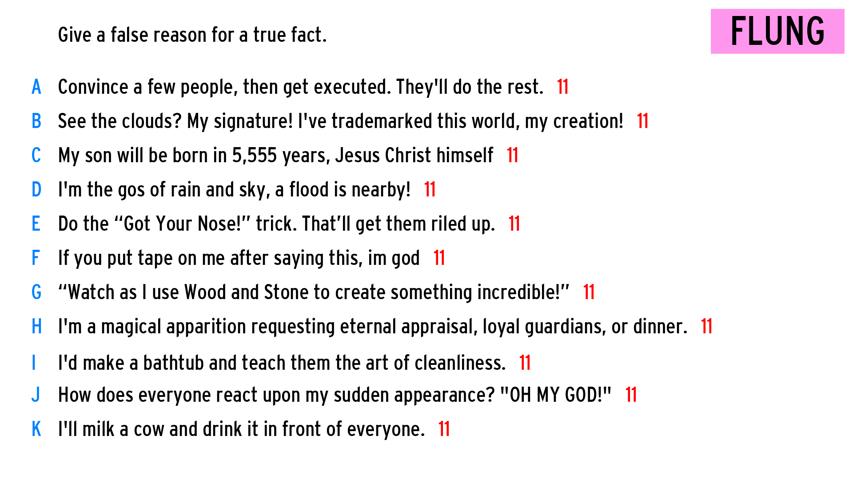 Give a false reason for a true fact.
FLUNG
A Convince a few people, then get executed. They'll do the rest. 11
B See the clouds? My signature! I've trademarked this world, my creation! 11
C My son will be born in 5,555 years, Jesus Christ himself 11
D I'm the gos of rain and sky, a flood is nearby! 11
E Do the “Got Your Nose!” trick. That’ll get them riled up. 11
F If you put tape on me after saying this, im god 11
G “Watch as I use Wood and Stone to create something incredible!” 11
H I'm a magical apparition requesting eternal appraisal, loyal guardians, or dinner. 11
I I'd make a bathtub and teach them the art of cleanliness. 11
J How does everyone react upon my sudden appearance? "OH MY GOD!" 11
K I'll milk a cow and drink it in front of everyone. 11